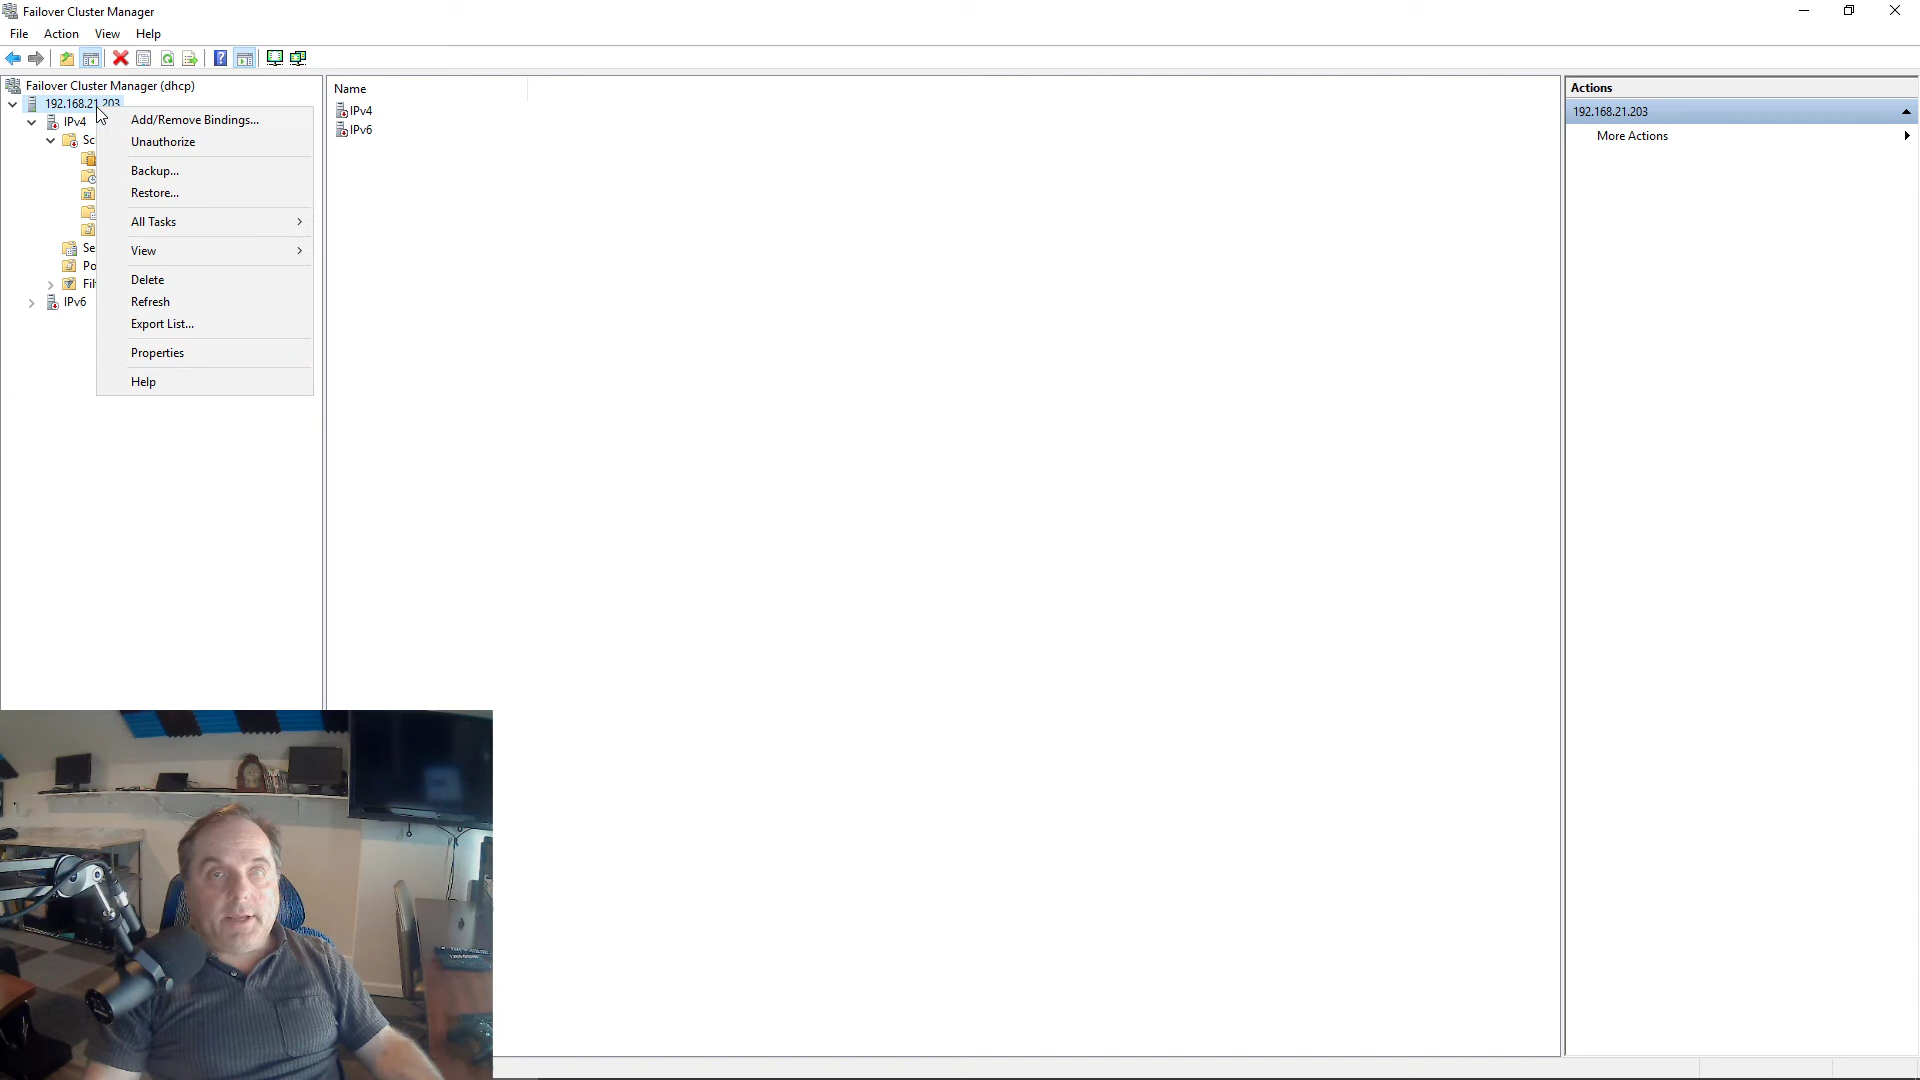 Failover Cluster Manager
File Action View Help
Failover Cluster Manager (dhcp)
192.168.21.203
IPv4
Sc
Se
Po
Fil
IPv6
Add/Remove Bindings...
Unauthorize
Backup...
Restore...
All Tasks
View
Delete
Refresh
Export List...
Properties
Help
Name
IPv4
IPv6
Actions
192.168.21.203
More Actions